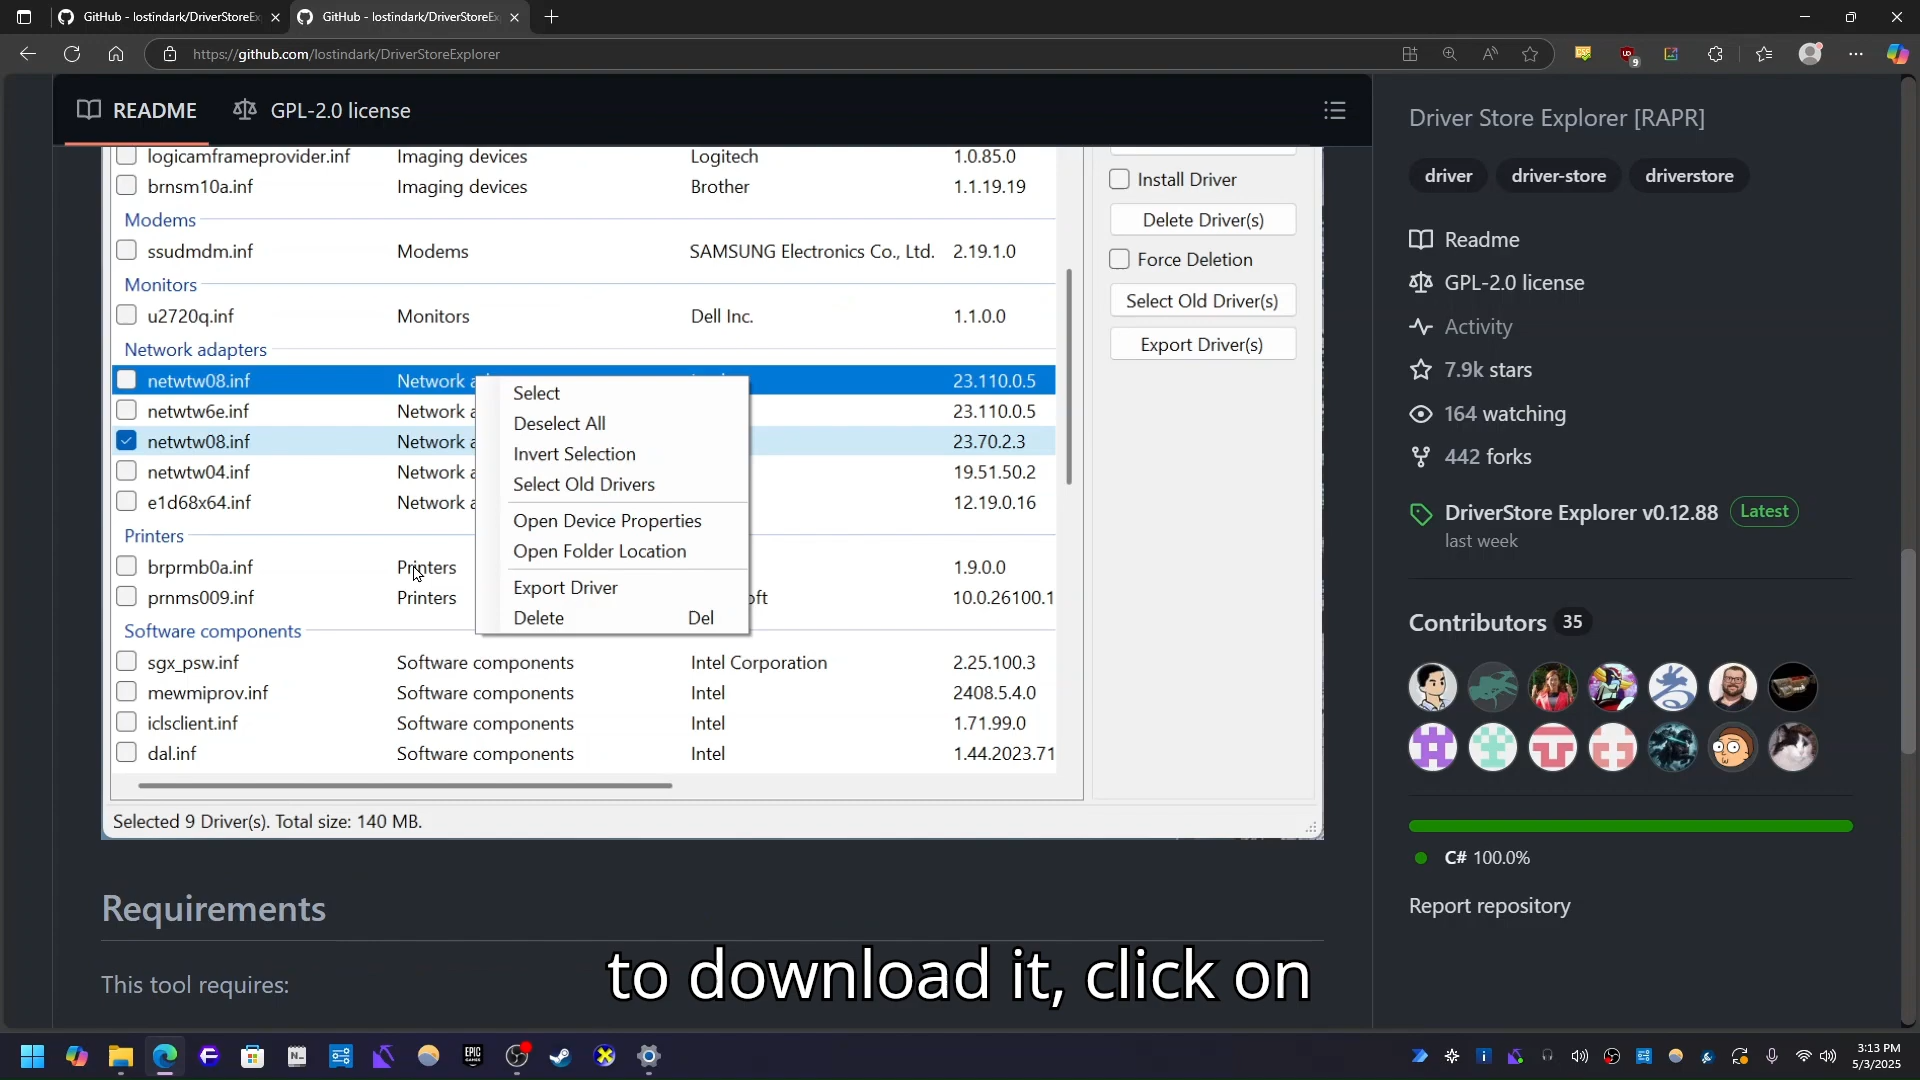 GitHub - lostindark/DriverStoreEx
GitHub - lostindark/DriverStoreEx
https://github.com/lostindark/DriverStoreExplorer
9
README
GPL-2.0 license
logicamframeprovider.inf Imaging devices Logitech 1.0.85.0
brnsm10a.inf Imaging devices Brother 1.1.19.19
Modems
ssudmdm.inf Modems SAMSUNG Electronics Co., Ltd. 2.19.1.0
Monitors
u2720q.inf Monitors Dell Inc. 1.1.0.0
Network adapters
netwtw08.inf Network a 23.110.0.5
netwtw6e.inf Network a 23.110.0.5
netwtw08.inf Network a 23.70.2.3
netwtw04.inf Network a 19.51.50.2
e1d68x64.inf Network a 12.19.0.16
Printers
brprmb0a.inf Printers 1.9.0.0
prnms009.inf Printers oft 10.0.26100.1
Software components
sgx_psw.inf Software components Intel Corporation 2.25.100.3
mewmiprov.inf Software components Intel 2408.5.4.0
iclsclient.inf Software components Intel 1.71.99.0
dal.inf Software components Intel 1.44.2023.71
Select
Deselect All
Invert Selection
Select Old Drivers
Open Device Properties
Open Folder Location
Export Driver
Delete Del
Install Driver
Delete Driver(s)
Force Deletion
Select Old Driver(s)
Export Driver(s)
Selected 9 Driver(s). Total size: 140 MB.
Requirements
This tool requires:
Driver Store Explorer [RAPR]
driver driver-store driverstore
Readme
GPL-2.0 license
Activity
7.9k stars
164 watching
442 forks
DriverStore Explorer v0.12.88 Latest
last week
Contributors 35
C# 100.0%
Report repository
to download it, click on
EPIC
GAMES
3:13 PM
5/3/2025